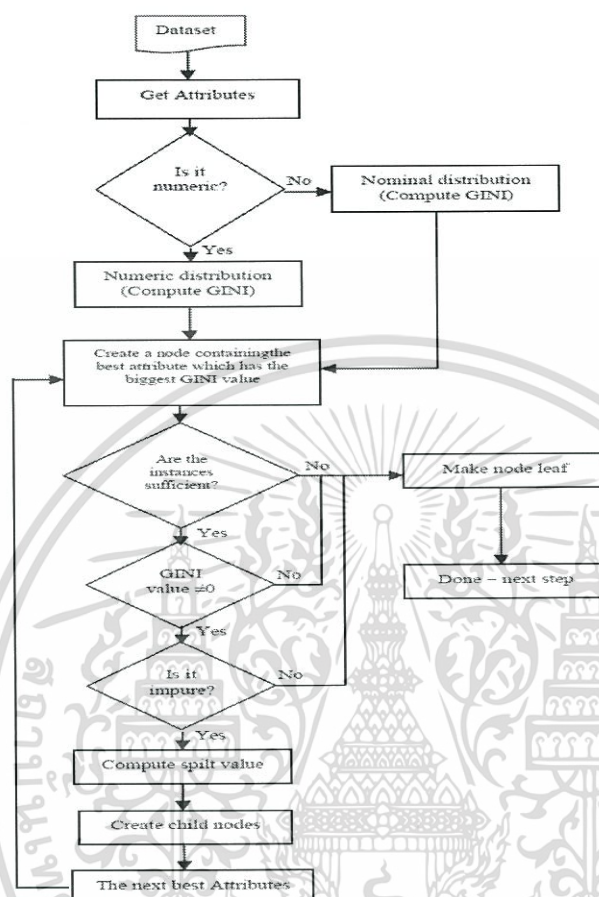 Dataset
Get Attributes
Is it
numeric?
No
Nominal distribution
(Compute GINI)
Yes
Numeric distribution
(Compute GINI)
Create a node containingthe
best attribute which has the
biggest GINI value
Are the
instances
sufficient?
No
Make node leaf
Yes
GINI
value ≠0
No
Done – next step
Yes
Is it
impure?
No
Yes
Compute spilt value
Create child nodes
The next best Attributes